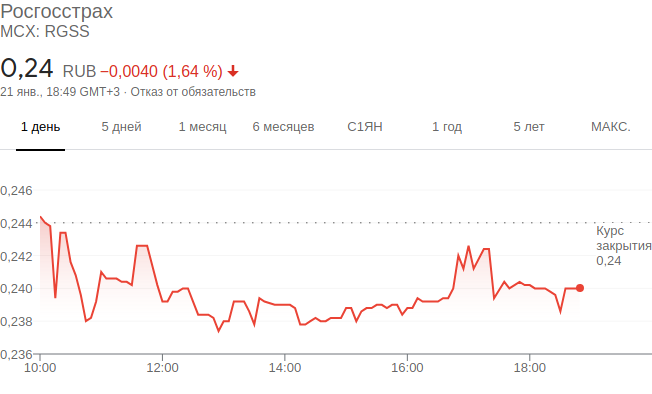 Росгосстрах
MCX: RGSS
0,24 RUB −0,0040 (1,64 %)
21 янв., 18:49 GMT+3 · Отказ от обязательств
1 день 5 дней 1 месяц 6 месяцев С1ЯН 1 год 5 лет МАКС.
0,246
0,244
Курс
закрытия
0,24
0,242
0,240
0,238
0,236
10:00 12:00 14:00 16:00 18:00